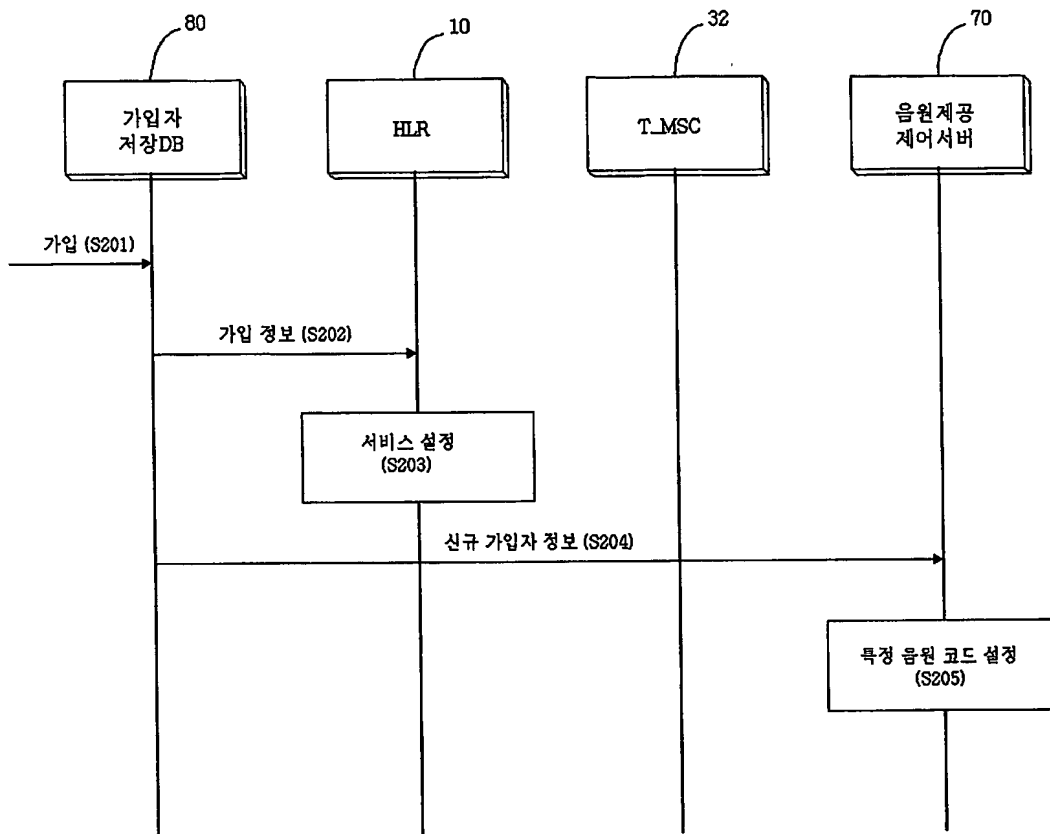 80
10
32
70
가입자
저장DB
HLR
T_MSC
음원제공
제어서버
가입 (S201)
가입 정보 (S202)
서비스 설정
(S203)
신규 가입자 정보 (S204)
특정 음원 코드 설정
(S205)